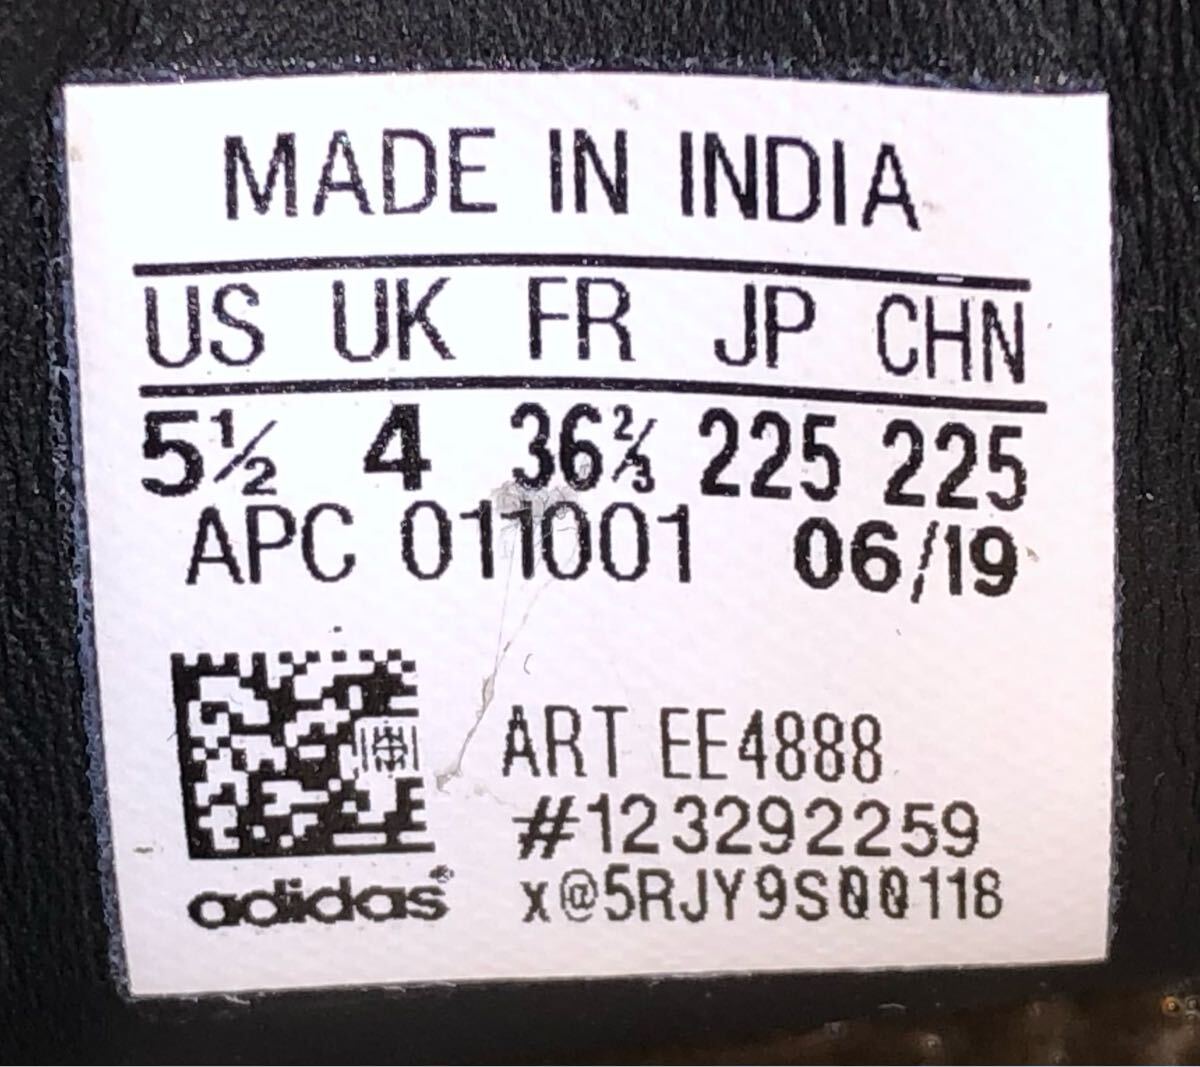 MADE IN INDIA
US UK FR JP CHN
5½ 4 36⅔ 225 225
APC 011001 06/19
ART EE4888
#123292259
x@5RJY9S00118
adidas®